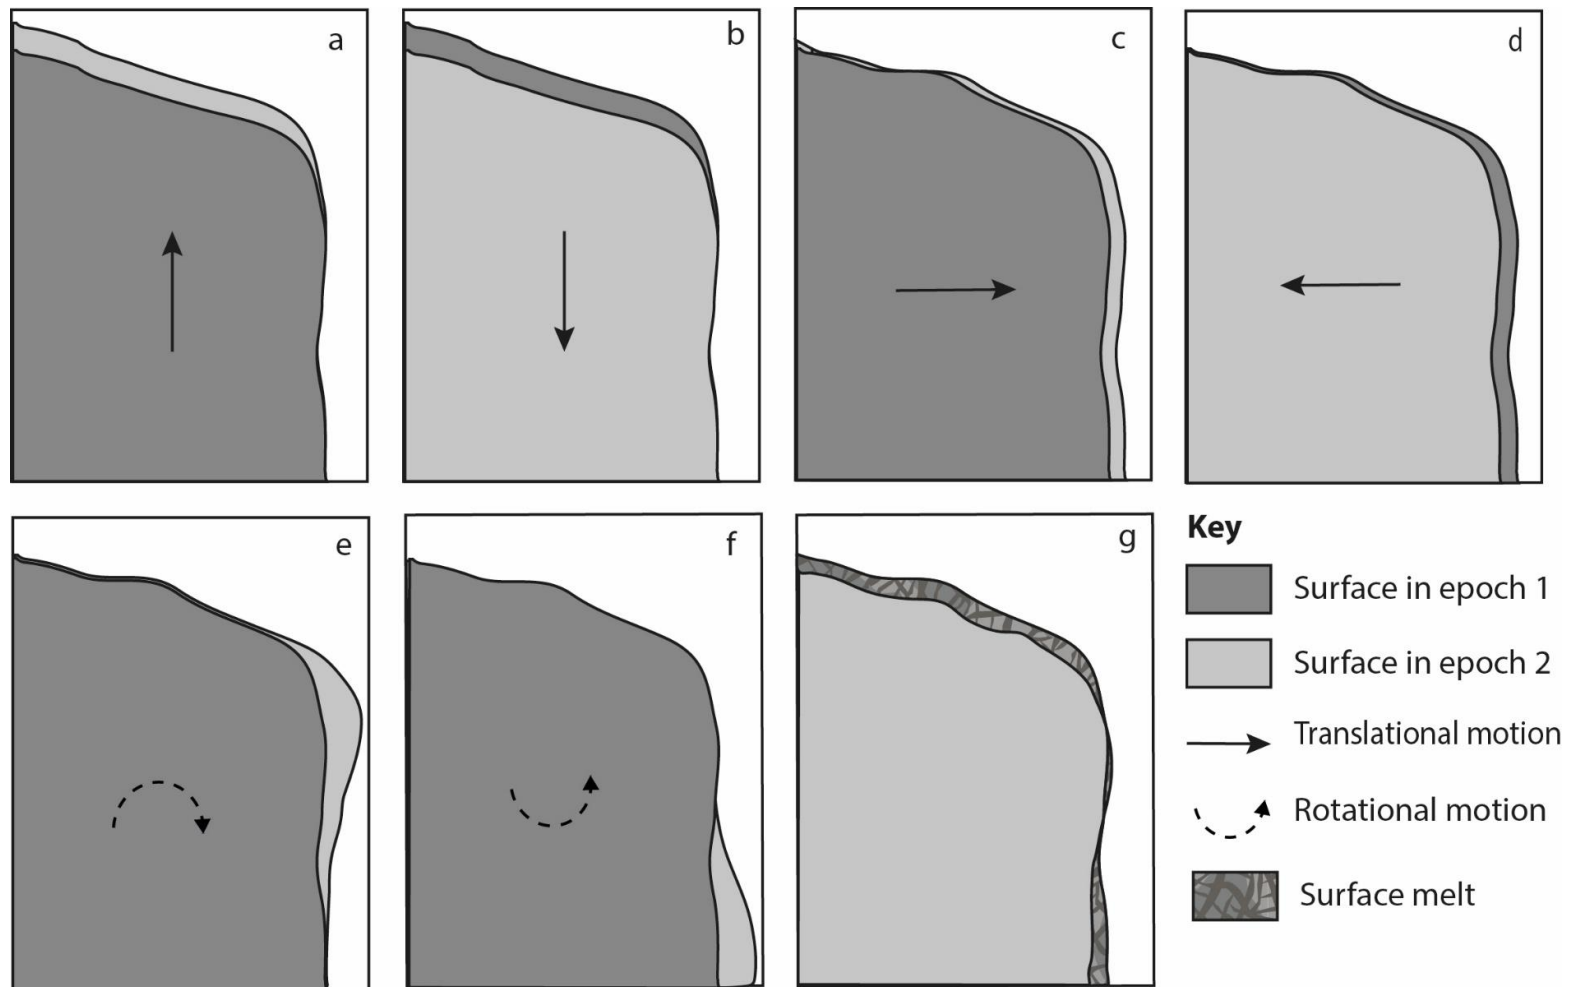 a
b
c
d
e
f
g
Key
Surface in epoch 1
Surface in epoch 2
Translational motion
Rotational motion
Surface melt